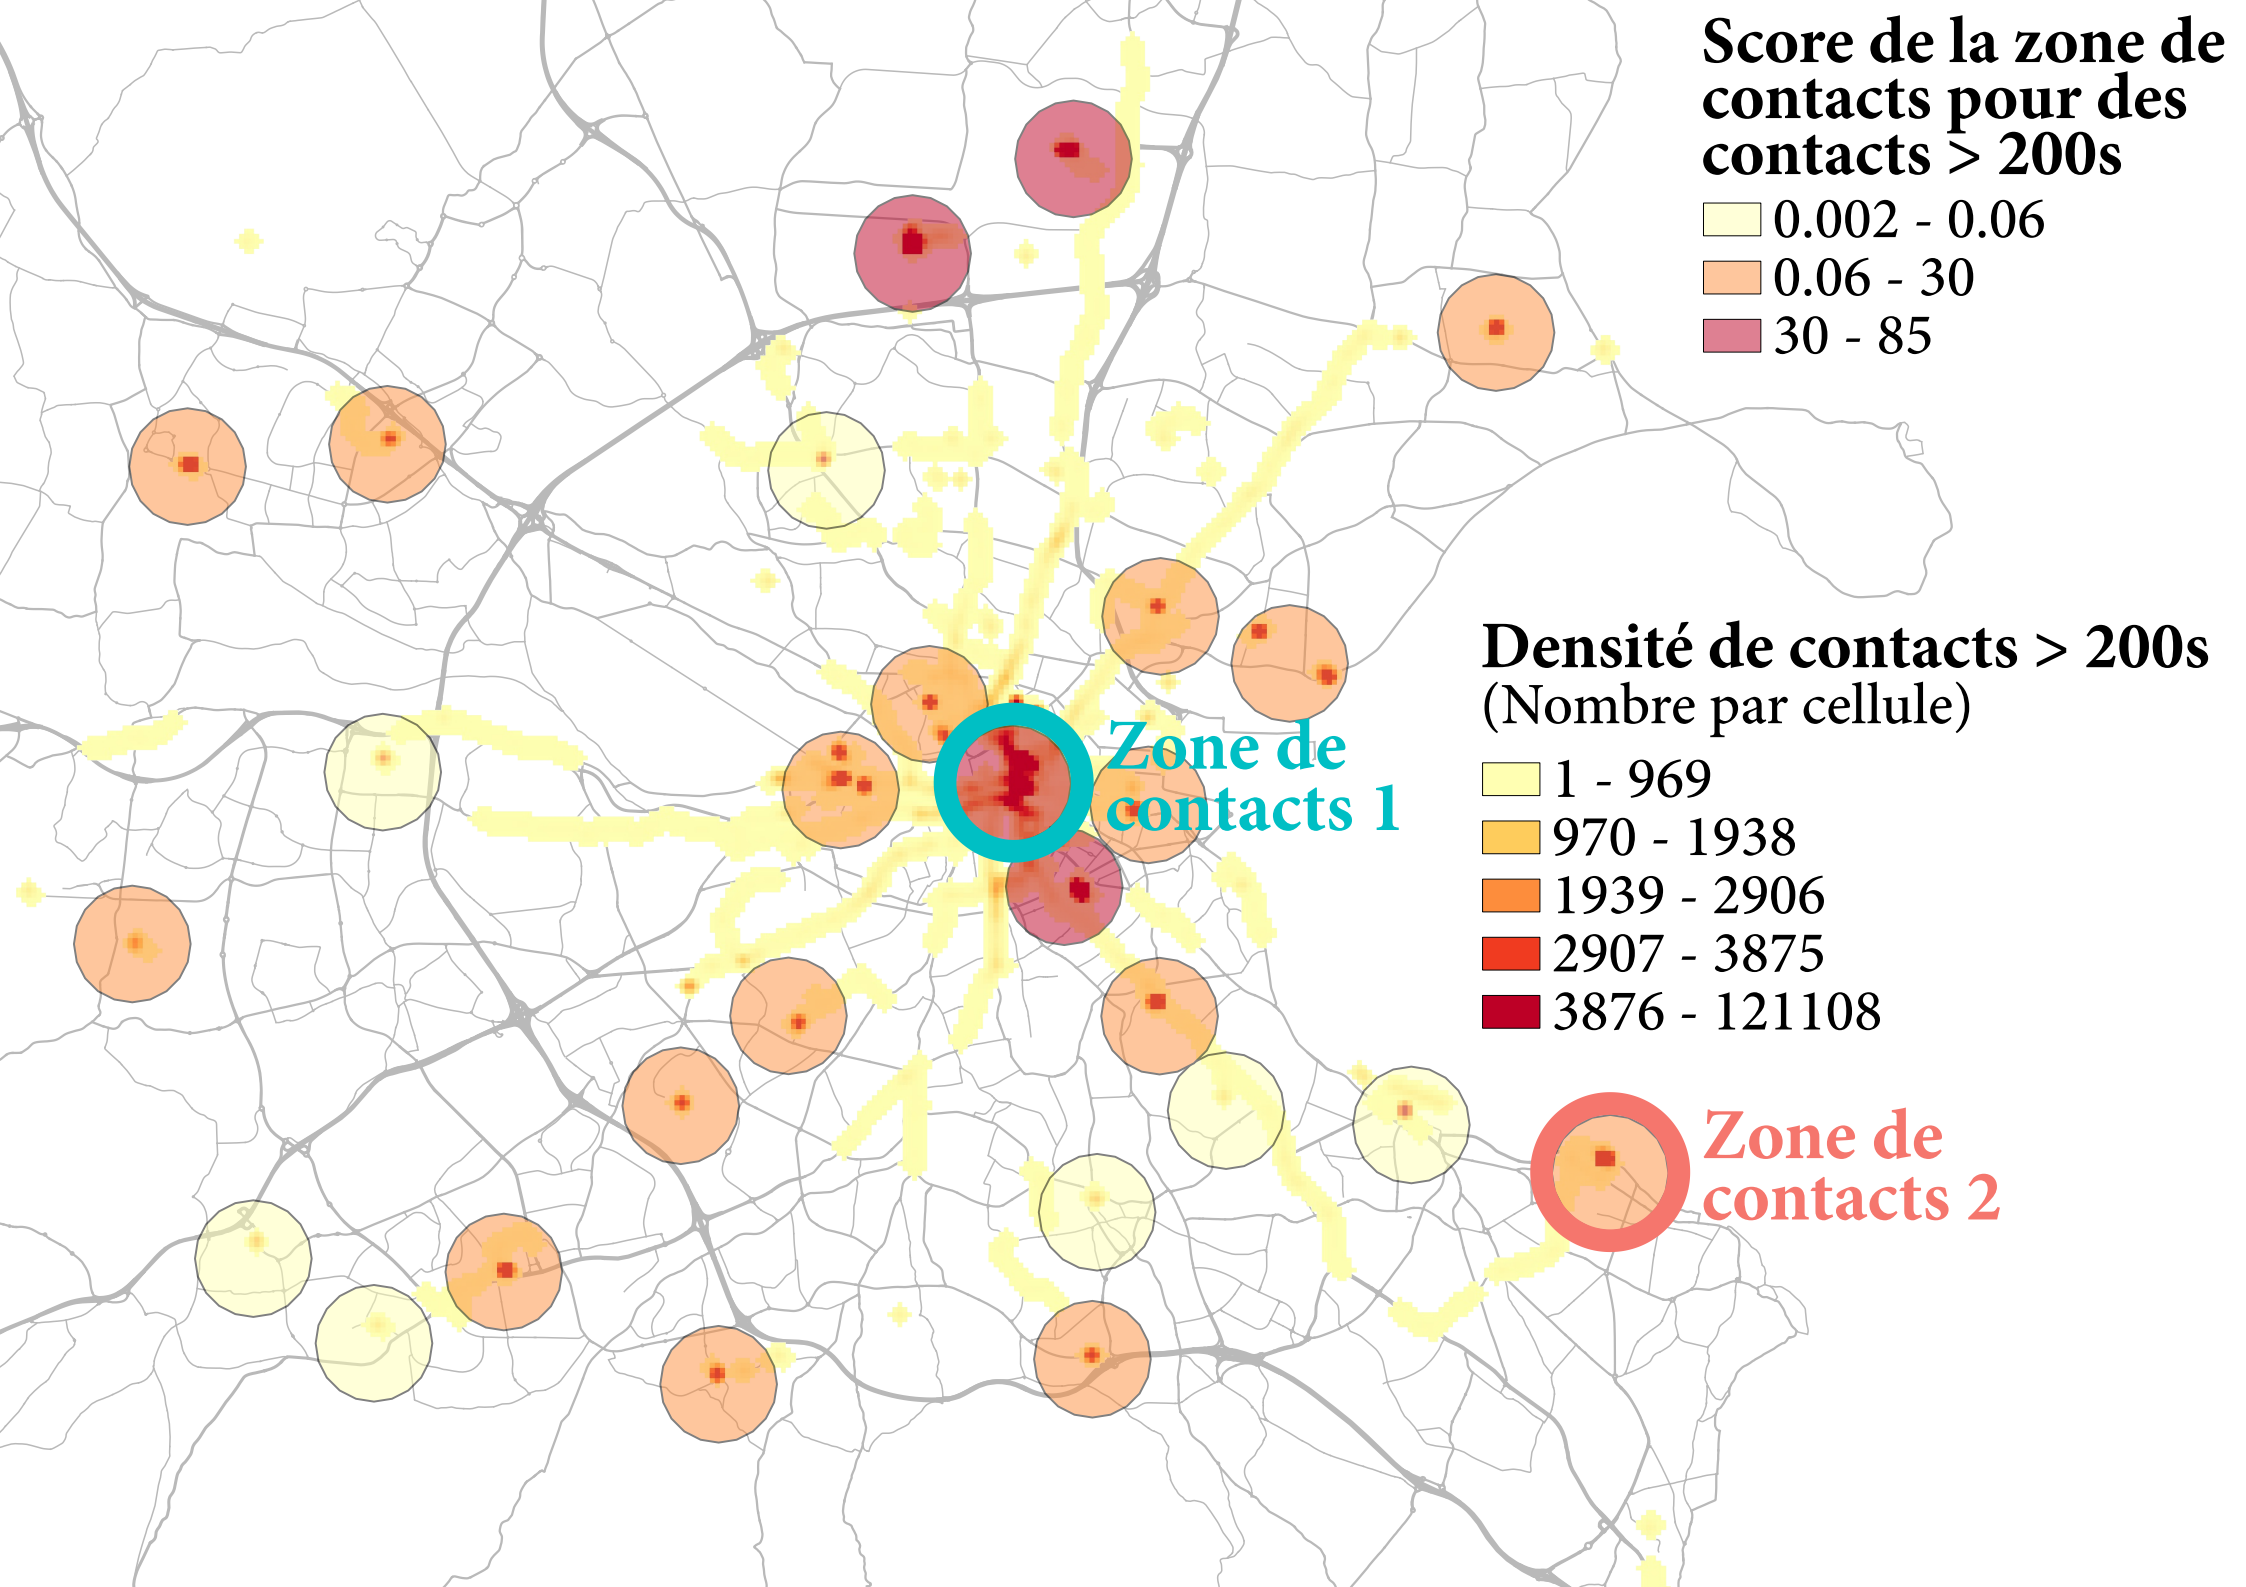 Score de la zone de
contacts pour des
contacts > 200s
0.002 - 0.06
0.06 - 30
30 - 85
Densité de contacts > 200s
(Nombre par cellule)
1 - 969
970 - 1938
1939 - 2906
2907 - 3875
3876 - 121108
Zone de
contacts 1
Zone de
contacts 2